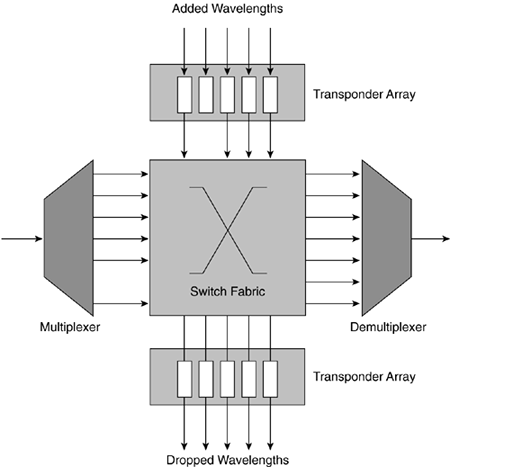 Added Wavelengths
Transponder Array
Switch Fabric
Multiplexer
Demultiplexer
Transponder Array
Dropped Wavelengths